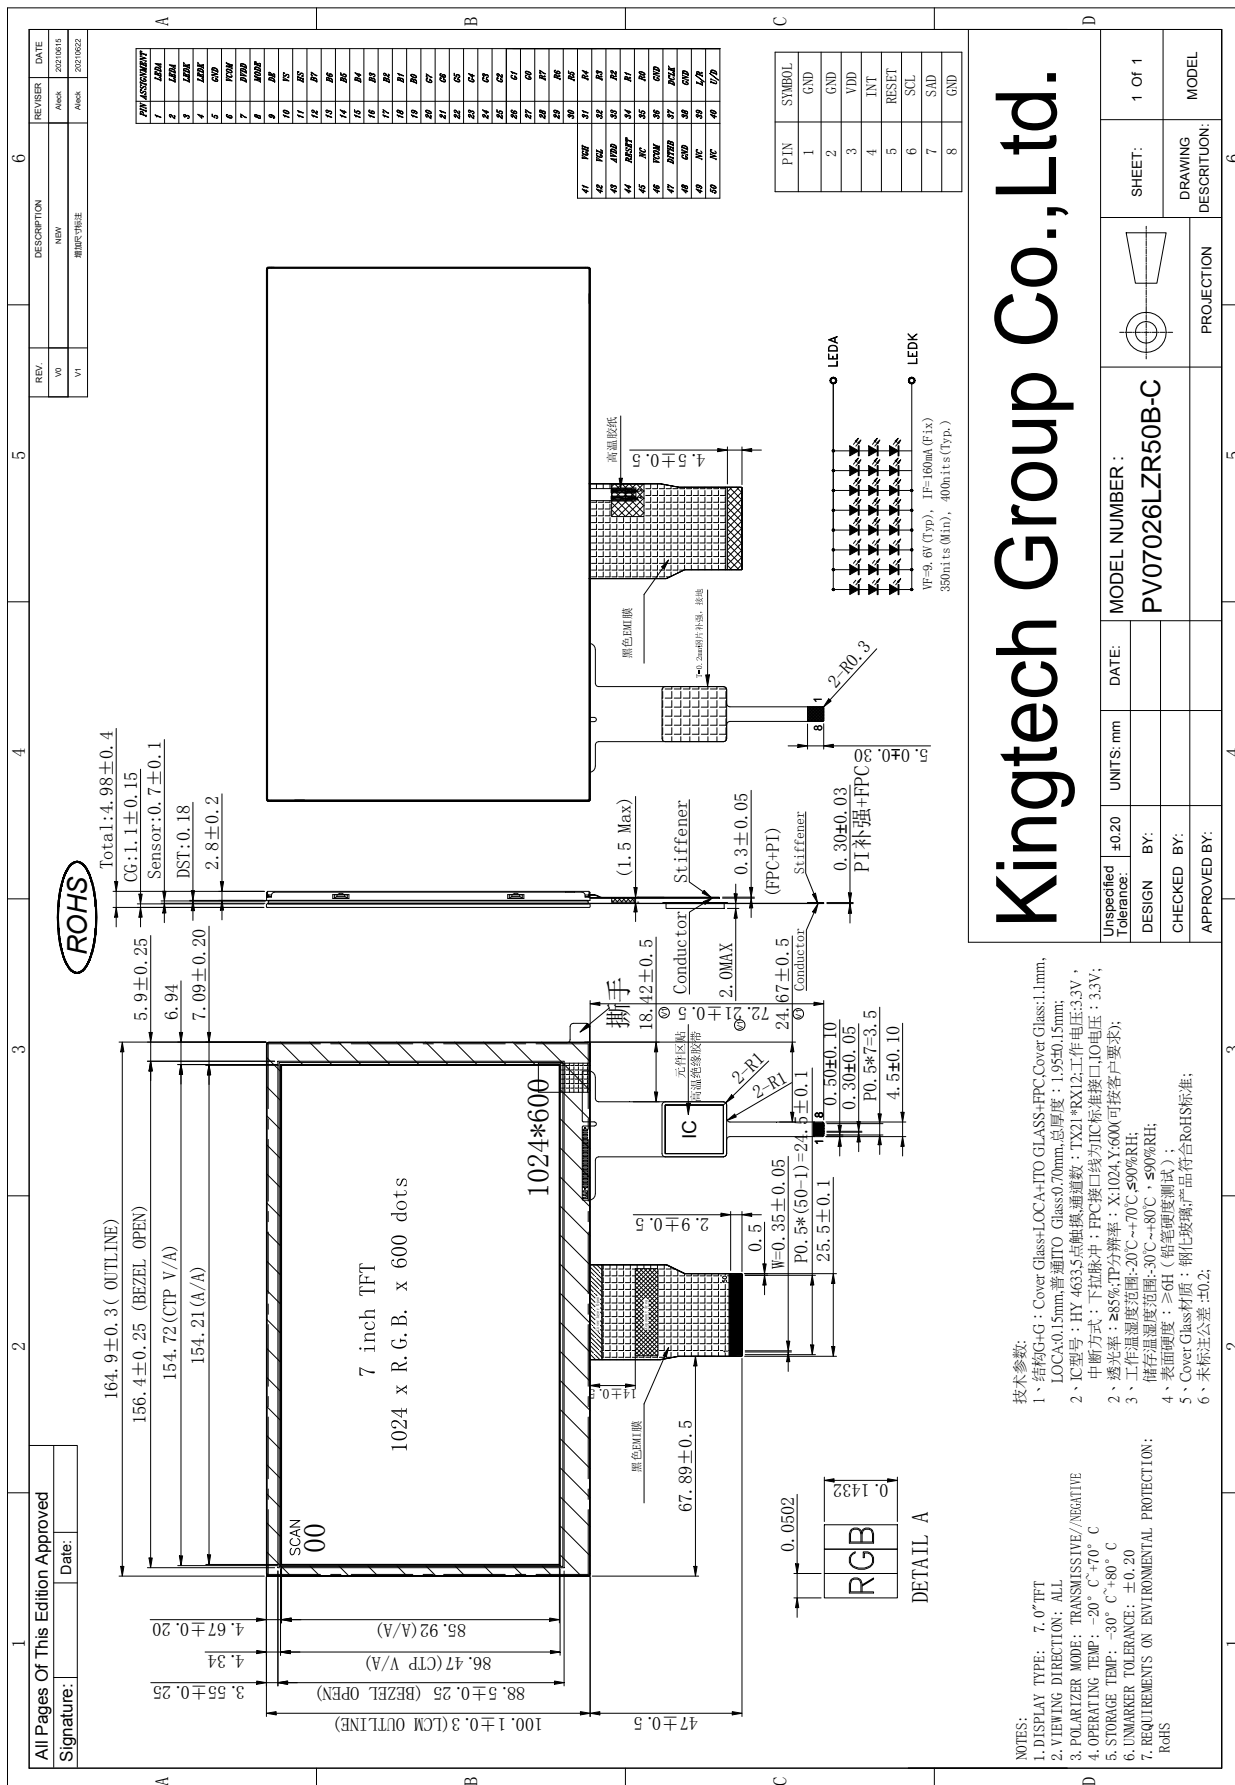 All Pages Of This Edition Approved
Signature:
Date:
REV.
DESCRIPTION
REVISER
DATE
V0
NEW
Aleck
20210615
V1
增加尺寸标注
Aleck
20210622
1
2
3
4
5
6
A
B
C
D
ROHS
164.9±0.3( OUTLINE)
156.4±0.25 (BEZEL OPEN)
154.72(CTP V/A)
154.21(A/A)
5.9±0.25
6.94
7.09±0.20
Total:4.98±0.4
CG:1.1±0.15
Sensor:0.7±0.1
DST:0.18
2.8±0.2
4.67±0.20
4.34
3.55±0.25
85.92(A/A)
86.47(CTP V/A)
88.5±0.25 (BEZEL OPEN)
100.1±0.3(LCM OUTLINE)
47±0.5
SCAN
00
7 inch TFT
1024 x R.G.B. x 600 dots
1024*600
撕手
18.42±0.5
72.21±0.5
24.67±0.5
元件区贴
高温绝缘胶带
IC
2-R1
2-R1
0.50±0.10
0.30±0.05
P0.5*7=3.5
4.5±0.10
1
8
2.9±0.5
0.5
W=0.35±0.05
P0.5*(50-1)=24.5±0.1
25.5±0.1
14±0.5
黑色EMI膜
67.89±0.5
50
(1.5 Max)
Stiffener
Conductor
2.0MAX
0.3±0.05
(FPC+PI)
Stiffener
Conductor
0.30±0.03
PI补强+FPC
高温胶纸
4.5±0.5
黑色EMI膜
T=0.2mm钢片补强，接地
2-R0.3
8
1
5.0±0.30
LEDA
LEDK
VF=9.6V(Typ), IF=160mA(Fix)
350nits(Min), 400nits(Typ.)
0.0502
RGB
0.1432
DETAIL A
PIN ASSIGNMENT
1 LEDA
2 LEDA
3 LEDK
4 LEDK
5 GND
6 VCOM
7 DVDD
8 MODE
9 DE
10 VS
11 HS
12 B7
13 B6
14 B5
15 B4
16 B3
17 B2
18 B1
19 B0
20 G7
21 G6
22 G5
23 G4
24 G3
25 G2
26 G1
27 G0
28 R7
29 R6
30 R5
31 R4
32 R3
33 R2
34 R1
35 R0
36 GND
37 DCLK
38 GND
39 L/R
40 U/D
41 VGH
42 VGL
43 AVDD
44 RESET
45 NC
46 VCOM
47 DITHB
48 GND
49 NC
50 NC
PIN SYMBOL
1 GND
2 GND
3 VDD
4 INT
5 RESET
6 SCL
7 SAD
8 GND
NOTES:
1.DISPLAY TYPE: 7.0"TFT
2.VIEWING DIRECTION: ALL
3.POLARIZER MODE: TRANSMISSIVE//NEGATIVE
4.OPERATING TEMP: -20° C~+70° C
5.STORAGE TEMP: -30° C~+80° C
6.UNMARKER TOLERANCE: ±0.20
7.REQUIREMENTS ON ENVIRONMENTAL PROTECTION:
RoHS
技术参数:
1、结构G+G：Cover Glass+LOCA+ITO GLASS+FPC,Cover Glass:1.1mm,
LOCA:0.15mm,普通ITO Glass:0.70mm,总厚度：1.95±0.15mm;
2、IC型号：HY 4633,5点触摸,通道数：TX21*RX12;工作电压:3.3V，
中断方式：下拉脉冲：FPC接口线为IIC标准接口,IO电压：3.3V;
2、透光率：≥85%;TP分辨率：X:1024,Y:600(可按客户要求);
3、工作温湿度范围:-20℃~+70℃,≤90%RH;
储存温湿度范围:-30℃~+80℃，≤90%RH;
4、表面硬度：≥6H（铅笔硬度测试）;
5、Cover Glass材质：钢化玻璃;产品符合RoHS标准;
6、未标注公差:±0.2;
Kingtech Group Co.,Ltd.
Unspecified Tolerance:
±0.20
UNITS: mm
DATE:
MODEL NUMBER :
PV07026LZR50B-C
DESIGN
BY:
CHECKED BY:
APPROVED BY:
PROJECTION
SHEET:
1 Of 1
DRAWING DESCRITUON:
MODEL